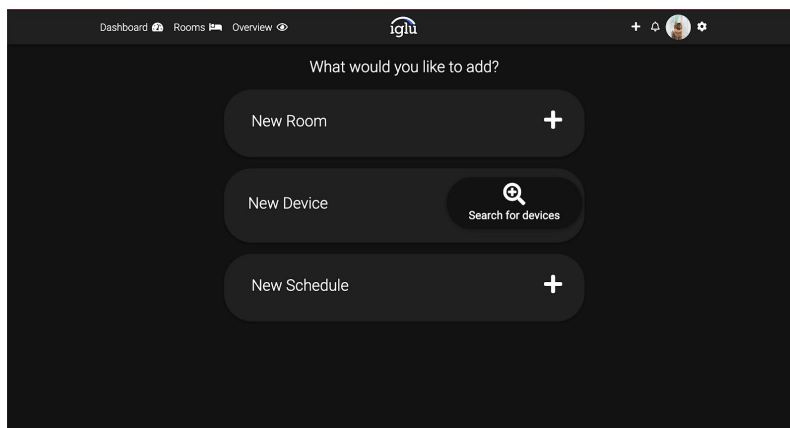 Dashboard Rooms Overview iglu
What would you like to add?
New Room
New Device
Search for devices
New Schedule